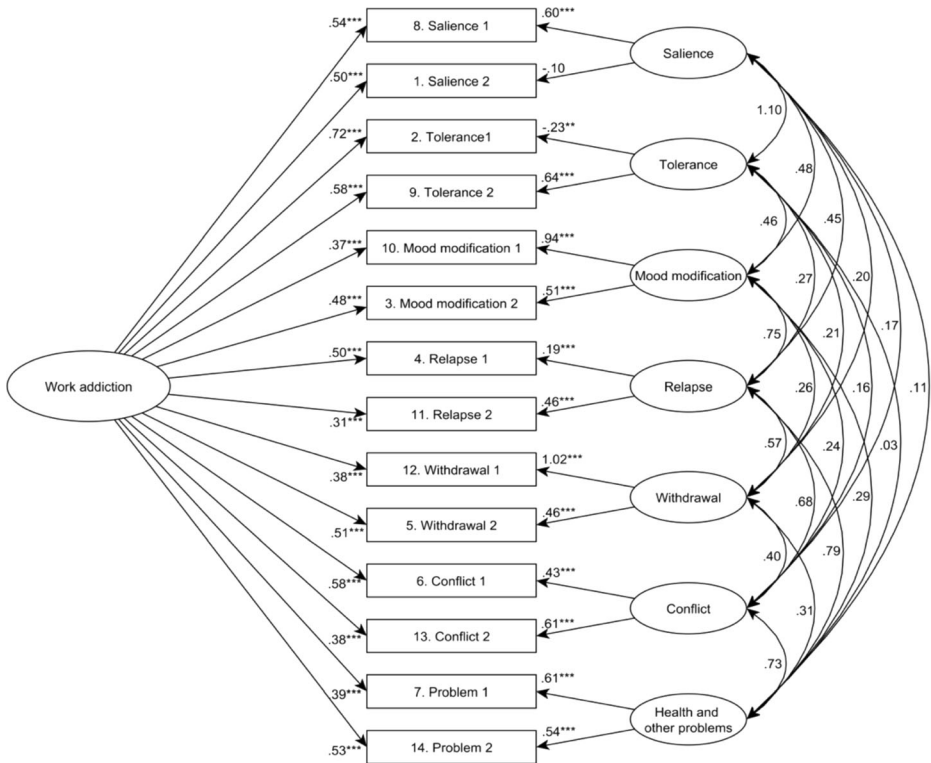 .54***
8. Salience 1
.60***
Salience
.50***
1. Salience 2
-.10
1.10
.72***
2. Tolerance1
-.23**
Tolerance
.48
.58***
9. Tolerance 2
.64***
.46
.45
.37***
10. Mood modification 1
.94***
Mood modification
.27
.20
.48***
3. Mood modification 2
.51***
.75
.21
.17
.50***
4. Relapse 1
.19***
Work addiction
Relapse
.26
.16
.11
.31***
11. Relapse 2
.46***
.57
.24
.03
.38***
12. Withdrawal 1
1.02***
Withdrawal
.68
.29
.51***
5. Withdrawal 2
.46***
.40
.79
.58***
6. Conflict 1
.43***
Conflict
.31
.38***
13. Conflict 2
.61***
.73
.39***
7. Problem 1
.61***
Health and
other problems
.53***
14. Problem 2
.54***